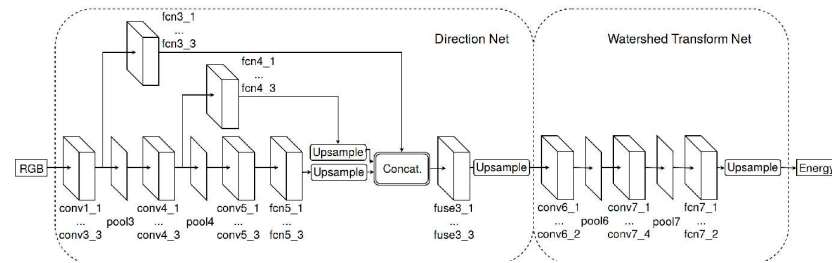 fcn3_1
...
fcn3_3
Direction Net
Watershed Transform Net
fcn4_1
...
fcn4_3
Upsample
RGB
Upsample
Concat.
Upsample
Upsample
Energy
conv1_1
...
conv3_3
pool3
conv4_1
...
conv4_3
pool4
conv5_1
...
conv5_3
fcn5_1
...
fcn5_3
fuse3_1
...
fuse3_3
conv6_1
...
conv6_2
pool6
conv7_1
...
conv7_4
pool7
fcn7_1
...
fcn7_2